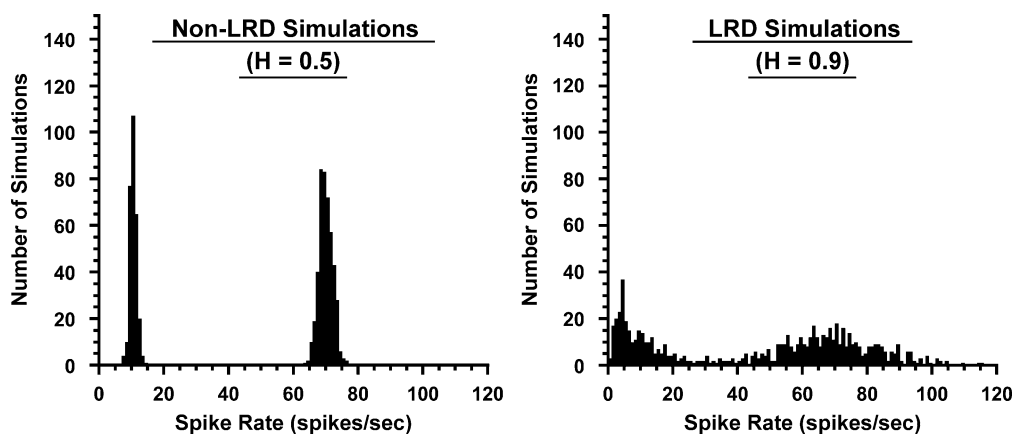 Non-LRD Simulations
(H = 0.5)
140
120
100
80
60
40
20
0
Number of Simulations
0 20 40 60 80 100 120
Spike Rate (spikes/sec)
LRD Simulations
(H = 0.9)
140
120
100
80
60
40
20
0
Number of Simulations
0 20 40 60 80 100 120
Spike Rate (spikes/sec)